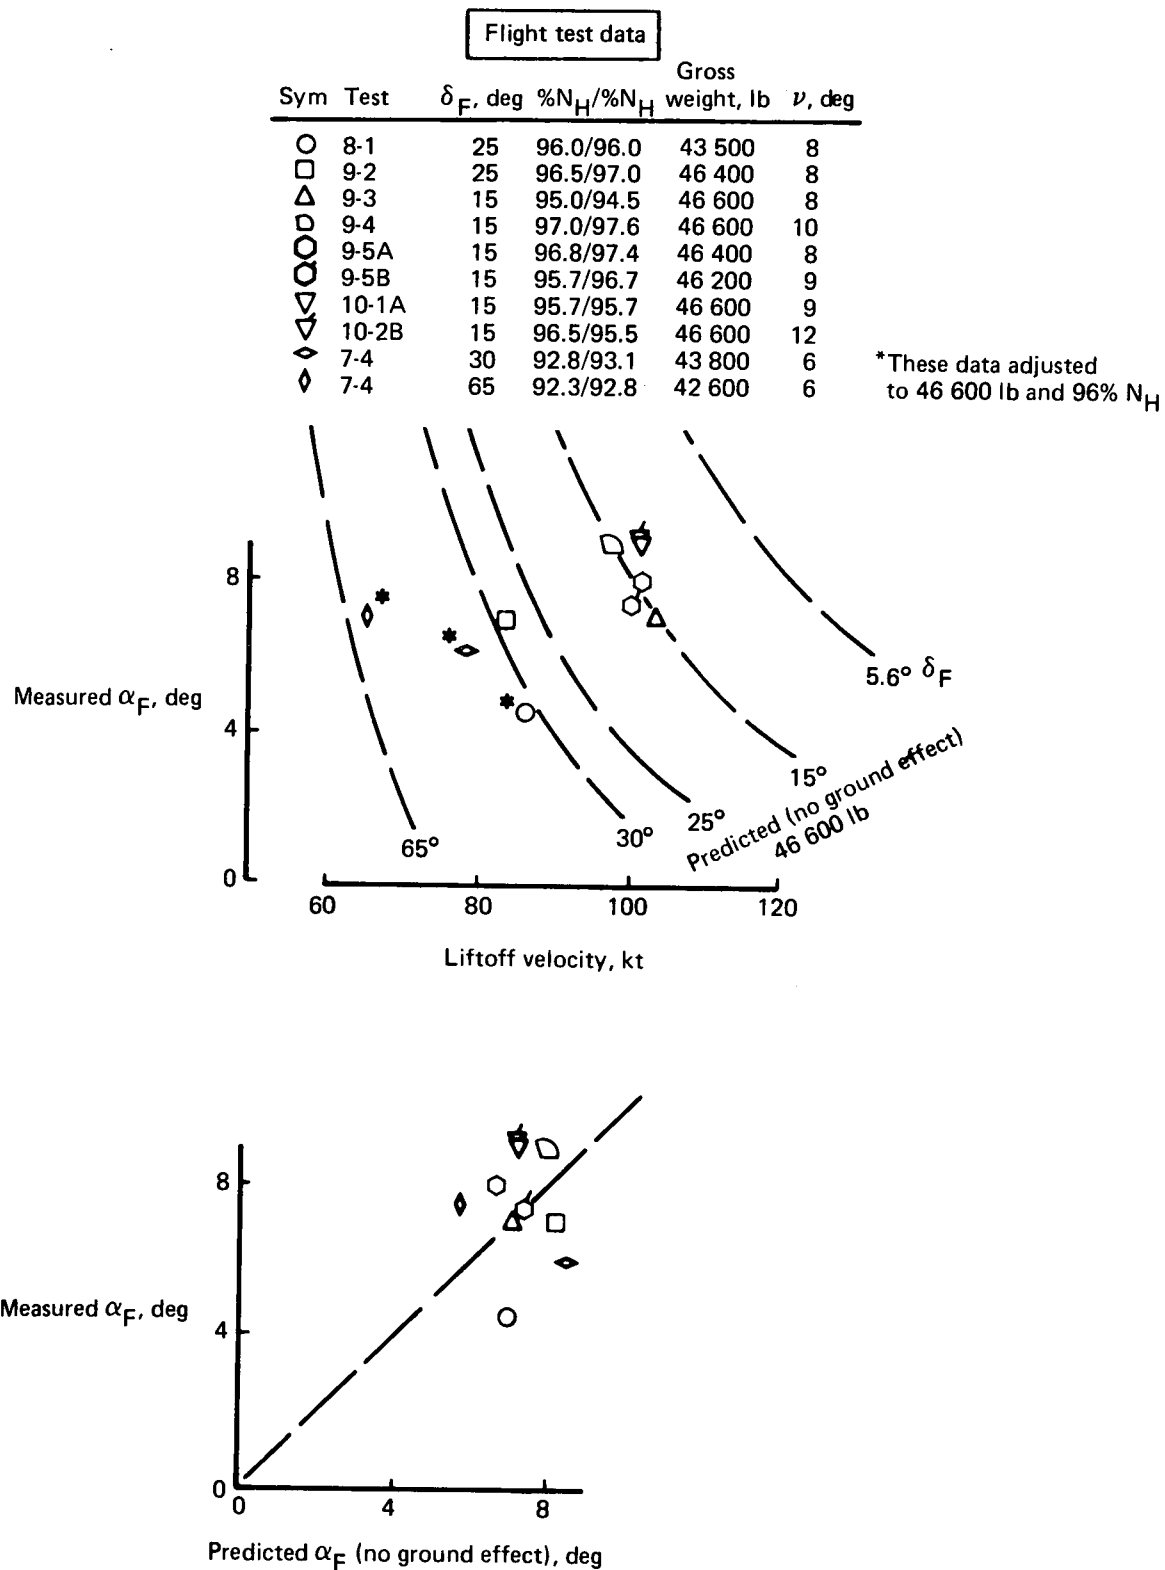 Flight test data
Sym Test δF, deg %NH/%NH Gross weight, lb ν, deg
8-1 25 96.0/96.0 43 500 8
9-2 25 96.5/97.0 46 400 8
9-3 15 95.0/94.5 46 600 8
9-4 15 97.0/97.6 46 600 10
9-5A 15 96.8/97.4 46 400 8
9-5B 15 95.7/96.7 46 200 9
10-1A 15 95.7/95.7 46 600 9
10-2B 15 96.5/95.5 46 600 12
7-4 30 92.8/93.1 43 800 6
7-4 65 92.3/92.8 42 600 6
*These data adjusted
to 46 600 lb and 96% NH
8
*
*
*
Measured αF, deg
4
0
5.6° δF
15°
25°
30°
65°
Predicted (no ground effect)
46 600 lb
60 80 100 120
Liftoff velocity, kt
8
Measured αF, deg
4
0
0 4 8
Predicted αF (no ground effect), deg